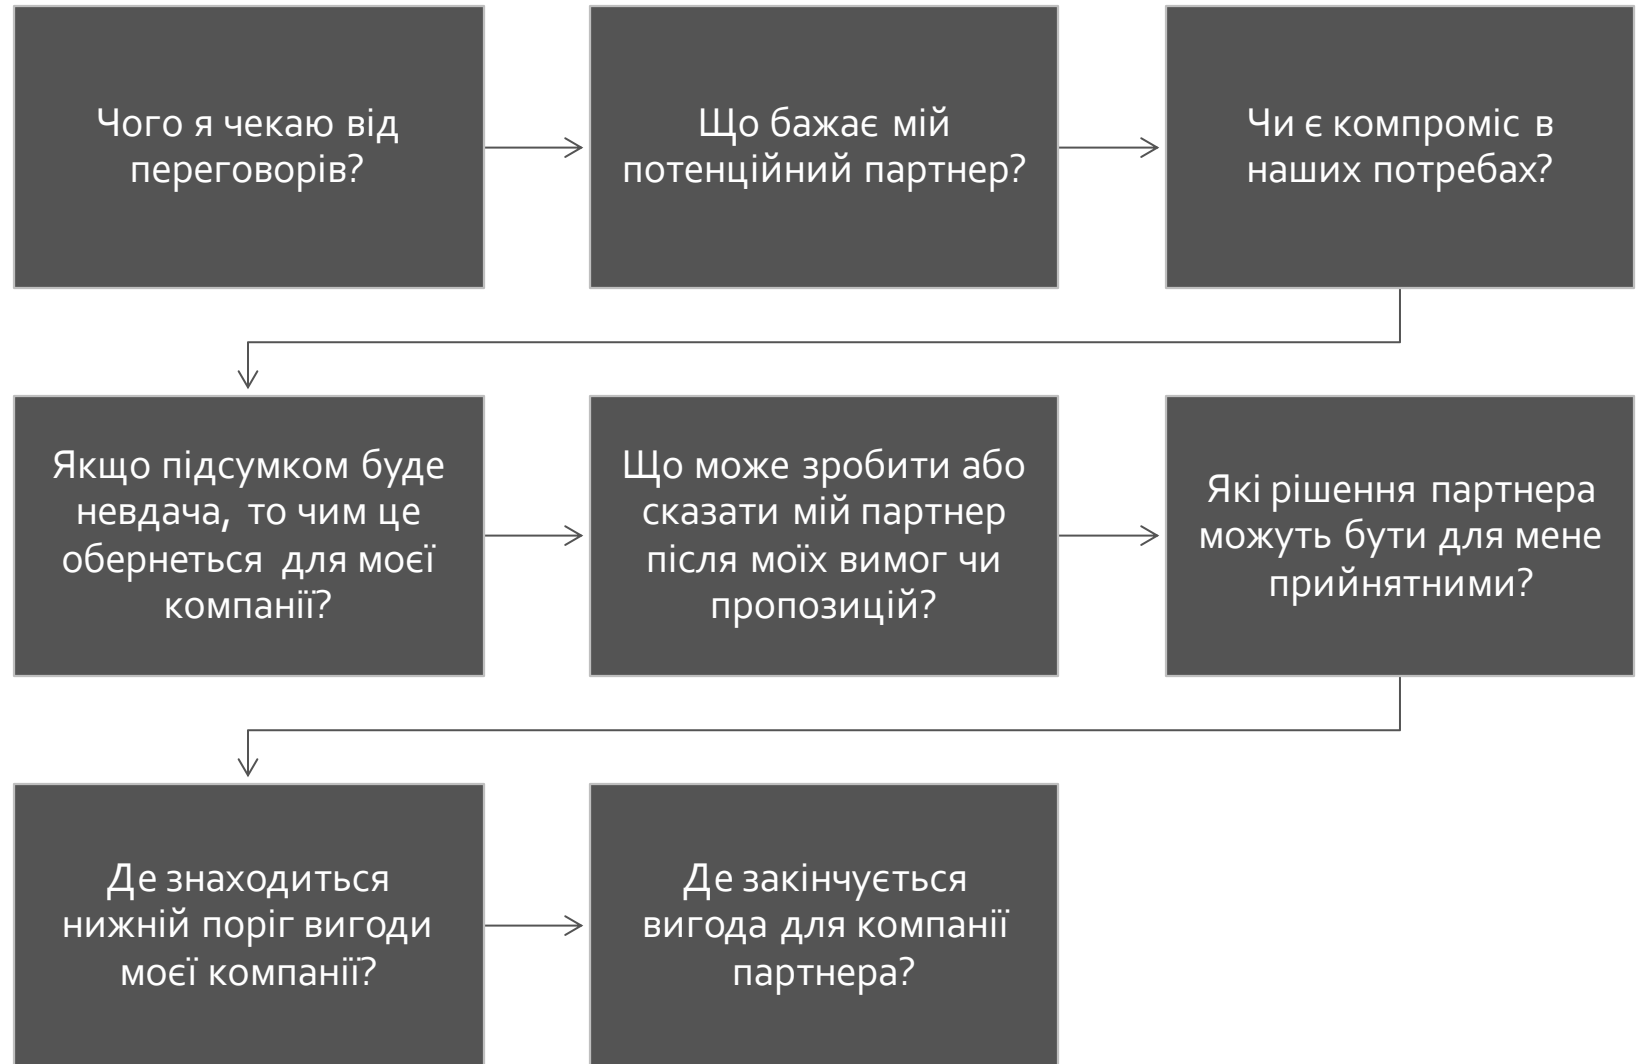 Чого я чекаю від
переговорів?
Що бажає мій
потенційний партнер?
Чи є компроміс в
наших потребах?
Якщо підсумком буде
невдача, то чим це
обернеться для моєї
компанії?
Що може зробити або
сказати мій партнер
після моїх вимог чи
пропозицій?
Які рішення партнера
можуть бути для мене
прийнятними?
Де знаходиться
нижній поріг вигоди
моєї компанії?
Де закінчується
вигода для компанії
партнера?